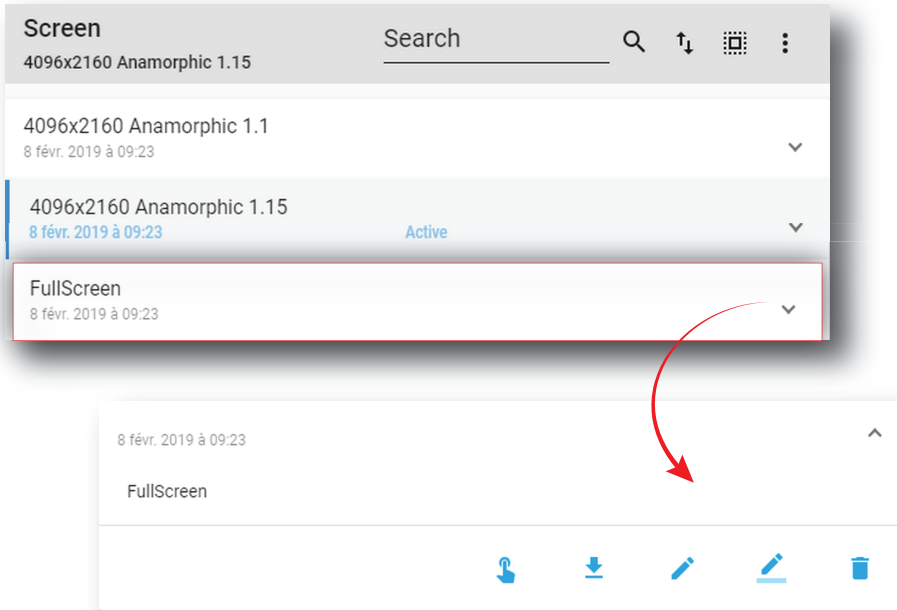 Screen
4096x2160 Anamorphic 1.15
Search
4096x2160 Anamorphic 1.1
8 févr. 2019 à 09:23
4096x2160 Anamorphic 1.15
8 févr. 2019 à 09:23
Active
FullScreen
8 févr. 2019 à 09:23
8 févr. 2019 à 09:23
FullScreen